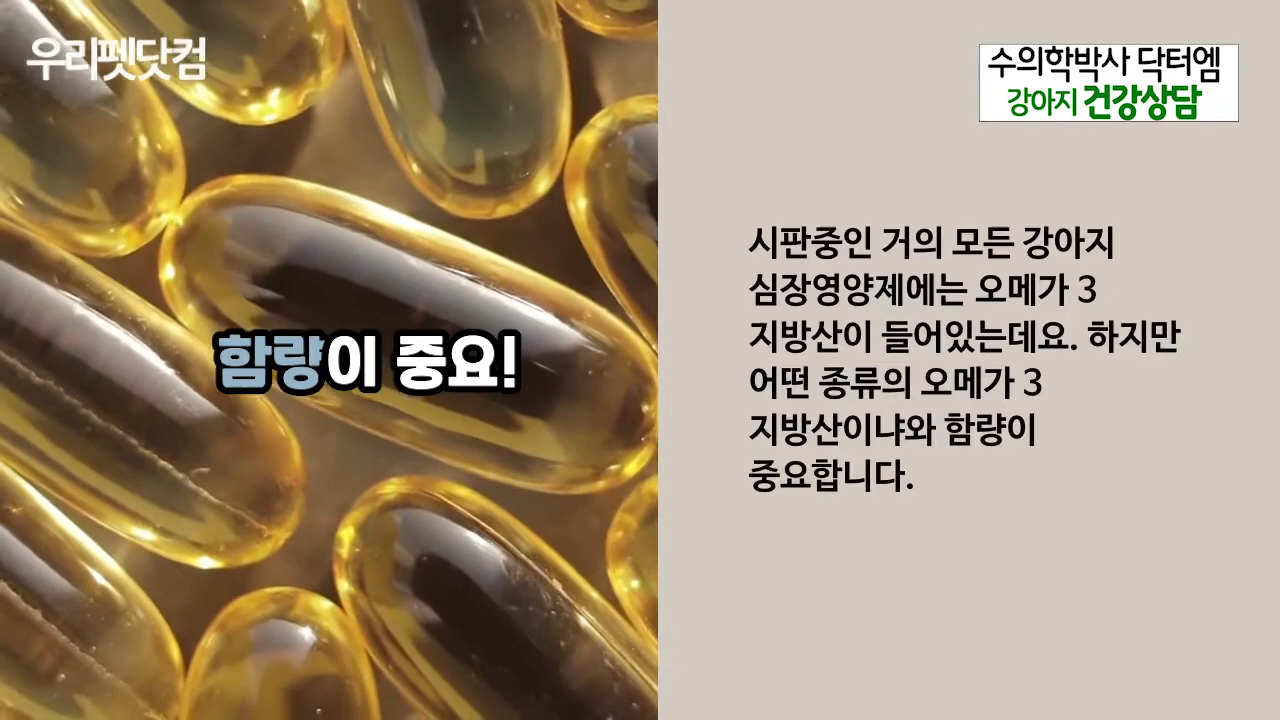 우리펫닷컴
수의학박사 닥터엠
강아지 건강상담
함량이 중요!
시판중인 거의 모든 강아지
심장영양제에는 오메가 3
지방산이 들어있는데요. 하지만
어떤 종류의 오메가 3
지방산이냐와 함량이
중요합니다.